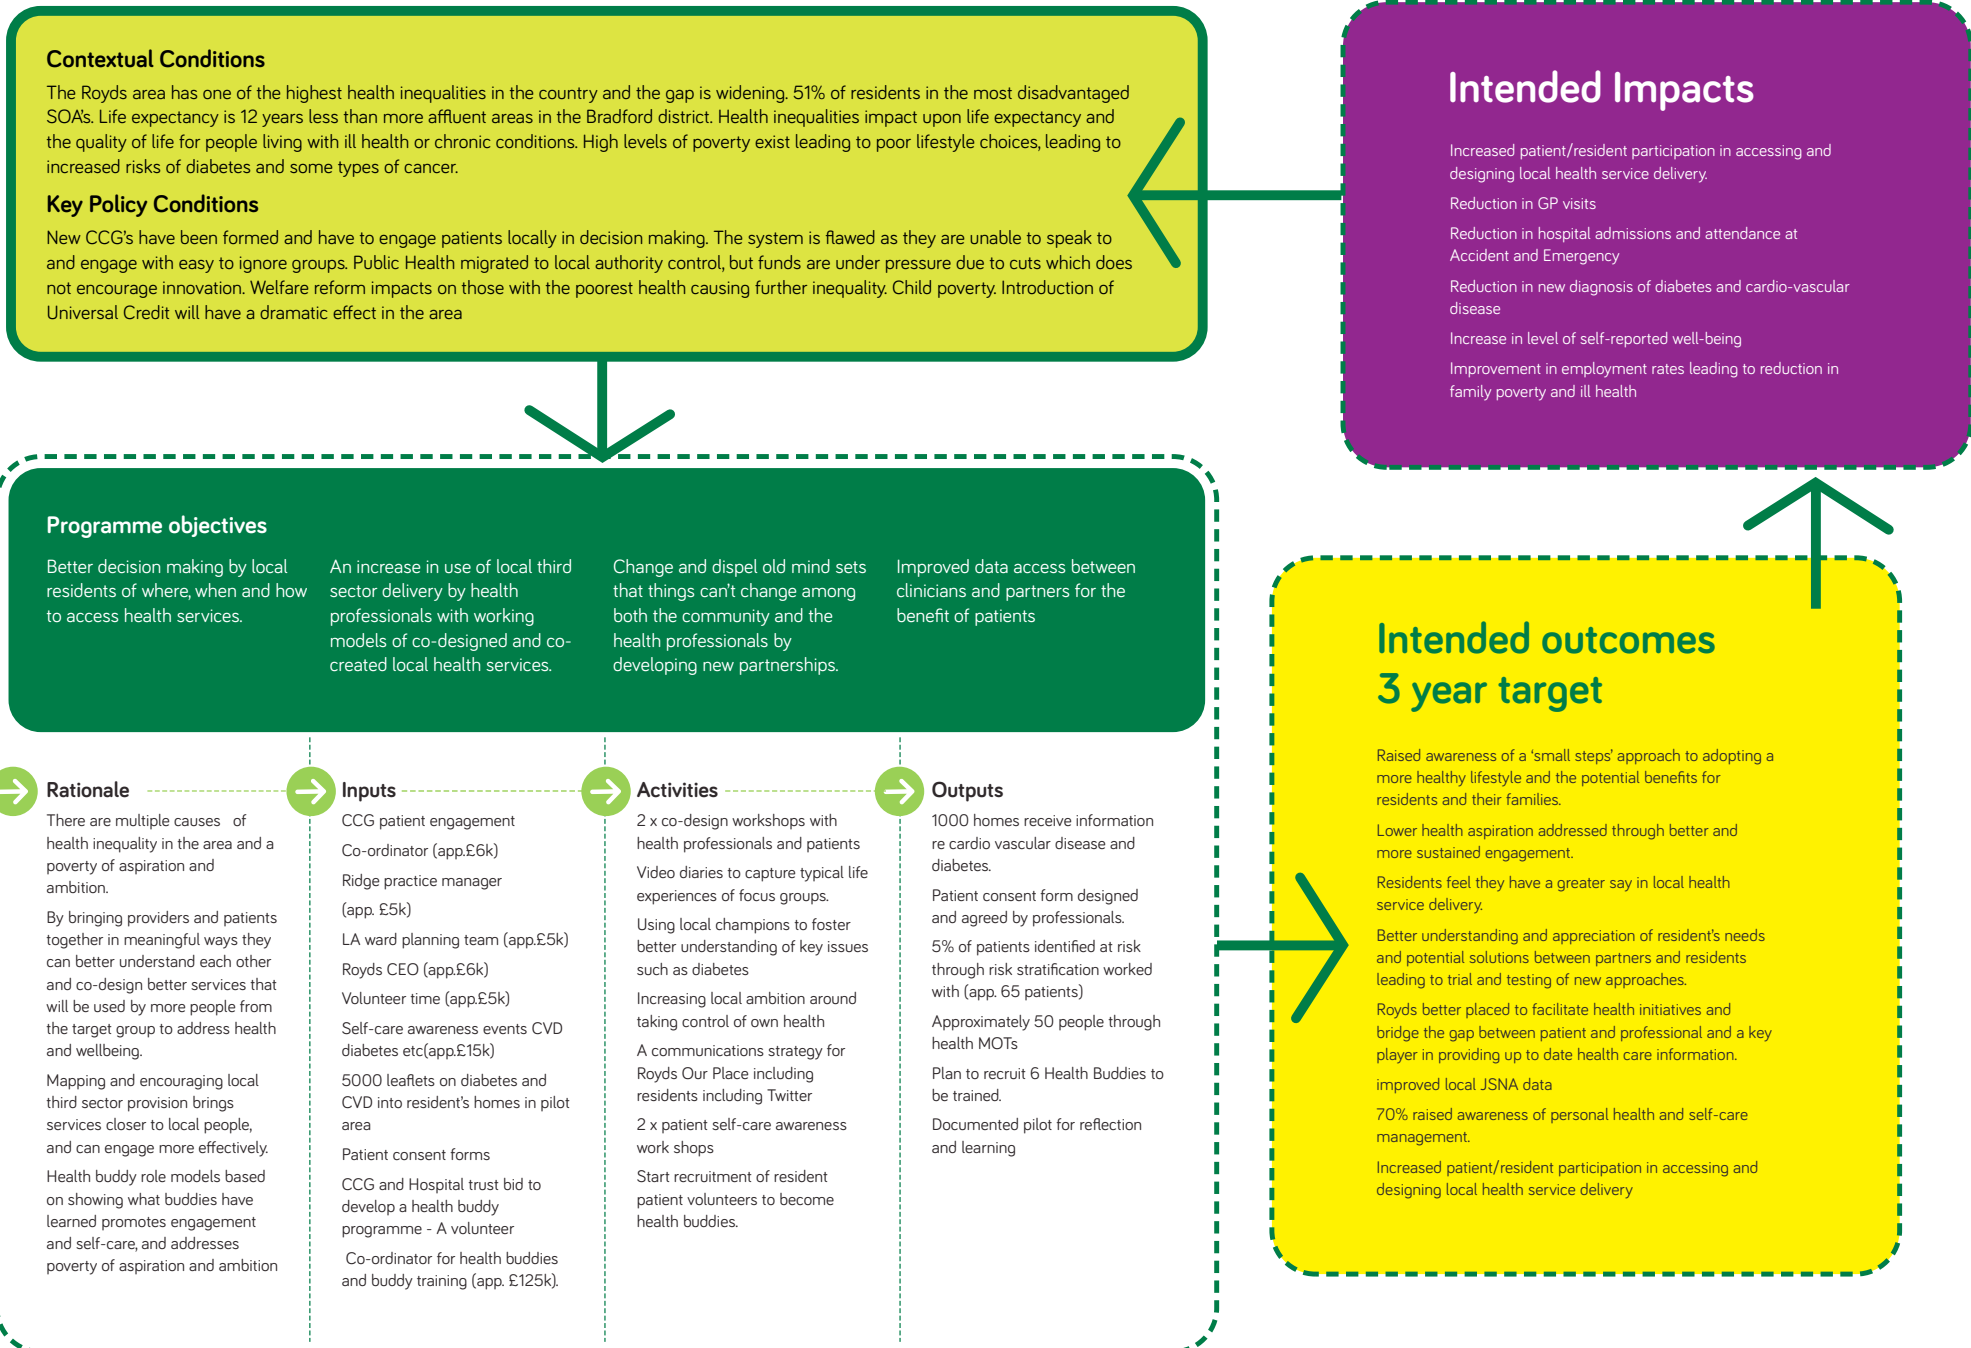 Contextual Conditions
The Royds area has one of the highest health inequalities in the country and the gap is widening. 51% of residents in the most disadvantaged
SOA's. Life expectancy is 12 years less than more affluent areas in the Bradford district. Health inequalities impact upon life expectancy and
the quality of life for people living with ill health or chronic conditions. High levels of poverty exist leading to poor lifestyle choices, leading to
increased risks of diabetes and some types of cancer.
Key Policy Conditions
New CCG's have been formed and have to engage patients locally in decision making. The system is flawed as they are unable to speak to
and engage with easy to ignore groups. Public Health migrated to local authority control, but funds are under pressure due to cuts which does
not encourage innovation. Welfare reform impacts on those with the poorest health causing further inequality. Child poverty. Introduction of
Universal Credit will have a dramatic effect in the area
Intended Impacts
Increased patient/resident participation in accessing and
designing local health service delivery.
Reduction in GP visits
Reduction in hospital admissions and attendance at
Accident and Emergency
Reduction in new diagnosis of diabetes and cardio-vascular
disease
Increase in level of self-reported well-being
Improvement in employment rates leading to reduction in
family poverty and ill health
Programme objectives
Better decision making by local
residents of where, when and how
to access health services.
An increase in use of local third
sector delivery by health
professionals with working
models of co-designed and co-
created local health services.
Change and dispel old mind sets
that things can't change among
both the community and the
health professionals by
developing new partnerships.
Improved data access between
clinicians and partners for the
benefit of patients
Rationale
There are multiple causes of
health inequality in the area and a
poverty of aspiration and
ambition.
By bringing providers and patients
together in meaningful ways they
can better understand each other
and co-design better services that
will be used by more people from
the target group to address health
and wellbeing.
Mapping and encouraging local
third sector provision brings
services closer to local people,
and can engage more effectively.
Health buddy role models based
on showing what buddies have
learned promotes engagement
and self-care, and addresses
poverty of aspiration and ambition
Inputs
CCG patient engagement
Co-ordinator (app.£6k)
Ridge practice manager
(app. £5k)
LA ward planning team (app.£5k)
Royds CEO (app.£6k)
Volunteer time (app.£5k)
Self-care awareness events CVD
diabetes etc(app.£15k)
5000 leaflets on diabetes and
CVD into resident's homes in pilot
area
Patient consent forms
CCG and Hospital trust bid to
develop a health buddy
programme - A volunteer
Co-ordinator for health buddies
and buddy training (app. £125k).
Activities
2 x co-design workshops with
health professionals and patients
Video diaries to capture typical life
experiences of focus groups.
Using local champions to foster
better understanding of key issues
such as diabetes
Increasing local ambition around
taking control of own health
A communications strategy for
Royds Our Place including
residents including Twitter
2 x patient self-care awareness
work shops
Start recruitment of resident
patient volunteers to become
health buddies.
Outputs
1000 homes receive information
re cardio vascular disease and
diabetes.
Patient consent form designed
and agreed by professionals.
5% of patients identified at risk
through risk stratification worked
with (app. 65 patients)
Approximately 50 people through
health MOTs
Plan to recruit 6 Health Buddies to
be trained.
Documented pilot for reflection
and learning
Intended outcomes
3 year target
Raised awareness of a ‘small steps’ approach to adopting a
more healthy lifestyle and the potential benefits for
residents and their families.
Lower health aspiration addressed through better and
more sustained engagement.
Residents feel they have a greater say in local health
service delivery.
Better understanding and appreciation of resident's needs
and potential solutions between partners and residents
leading to trial and testing of new approaches.
Royds better placed to facilitate health initiatives and
bridge the gap between patient and professional and a key
player in providing up to date health care information.
improved local JSNA data
70% raised awareness of personal health and self-care
management.
Increased patient/resident participation in accessing and
designing local health service delivery